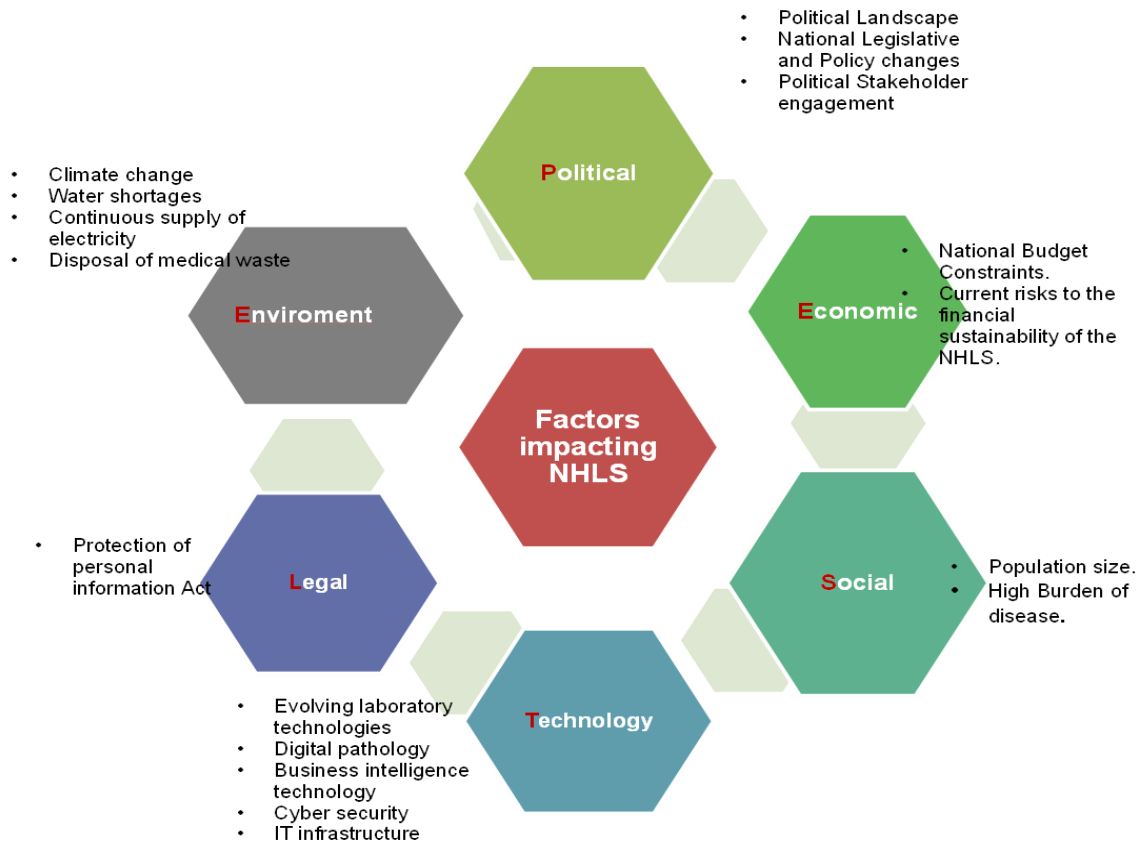 • Political Landscape
• National Legislative
and Policy changes
• Political Stakeholder
engagement
Political
• Climate change
• Water shortages
• Continuous supply of
electricity
• Disposal of medical waste
Enviroment
• National Budget
Constraints.
• Current risks to the
financial
sustainability of the
NHLS.
Economic
Factors
impacting
NHLS
• Protection of
personal
information Act
Legal
• Population size.
• High Burden of
disease.
Social
• Evolving laboratory
technologies
• Digital pathology
• Business intelligence
technology
• Cyber security
• IT infrastructure
Technology